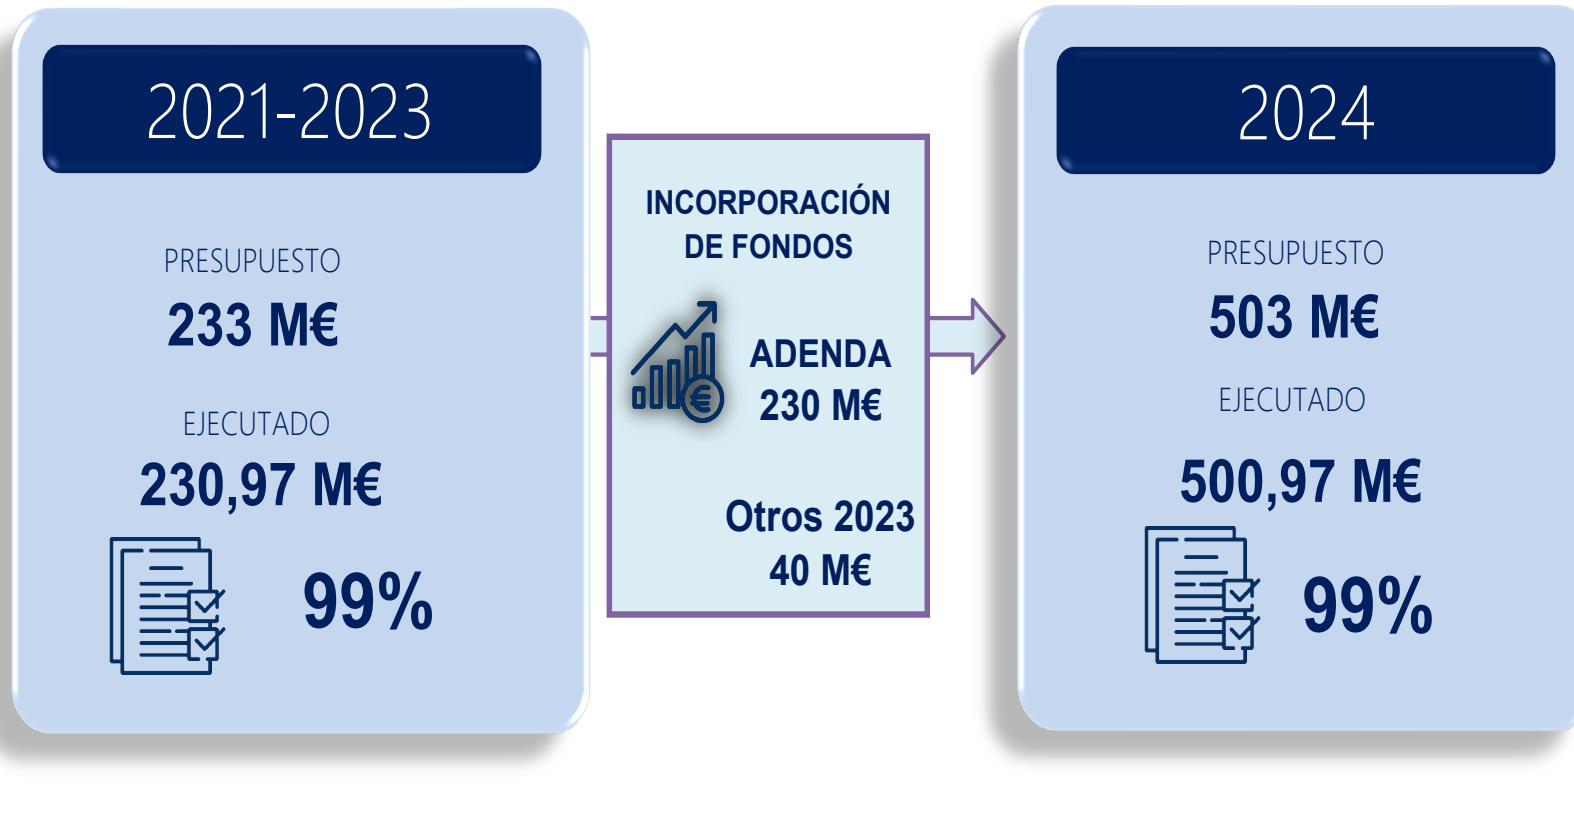 2021-2023
PRESUPUESTO
233 M€
EJECUTADO
230,97 M€
99%
INCORPORACIÓN
DE FONDOS
ADENDA
230 M€
Otros 2023
40 M€
2024
PRESUPUESTO
503 M€
EJECUTADO
500,97 M€
99%